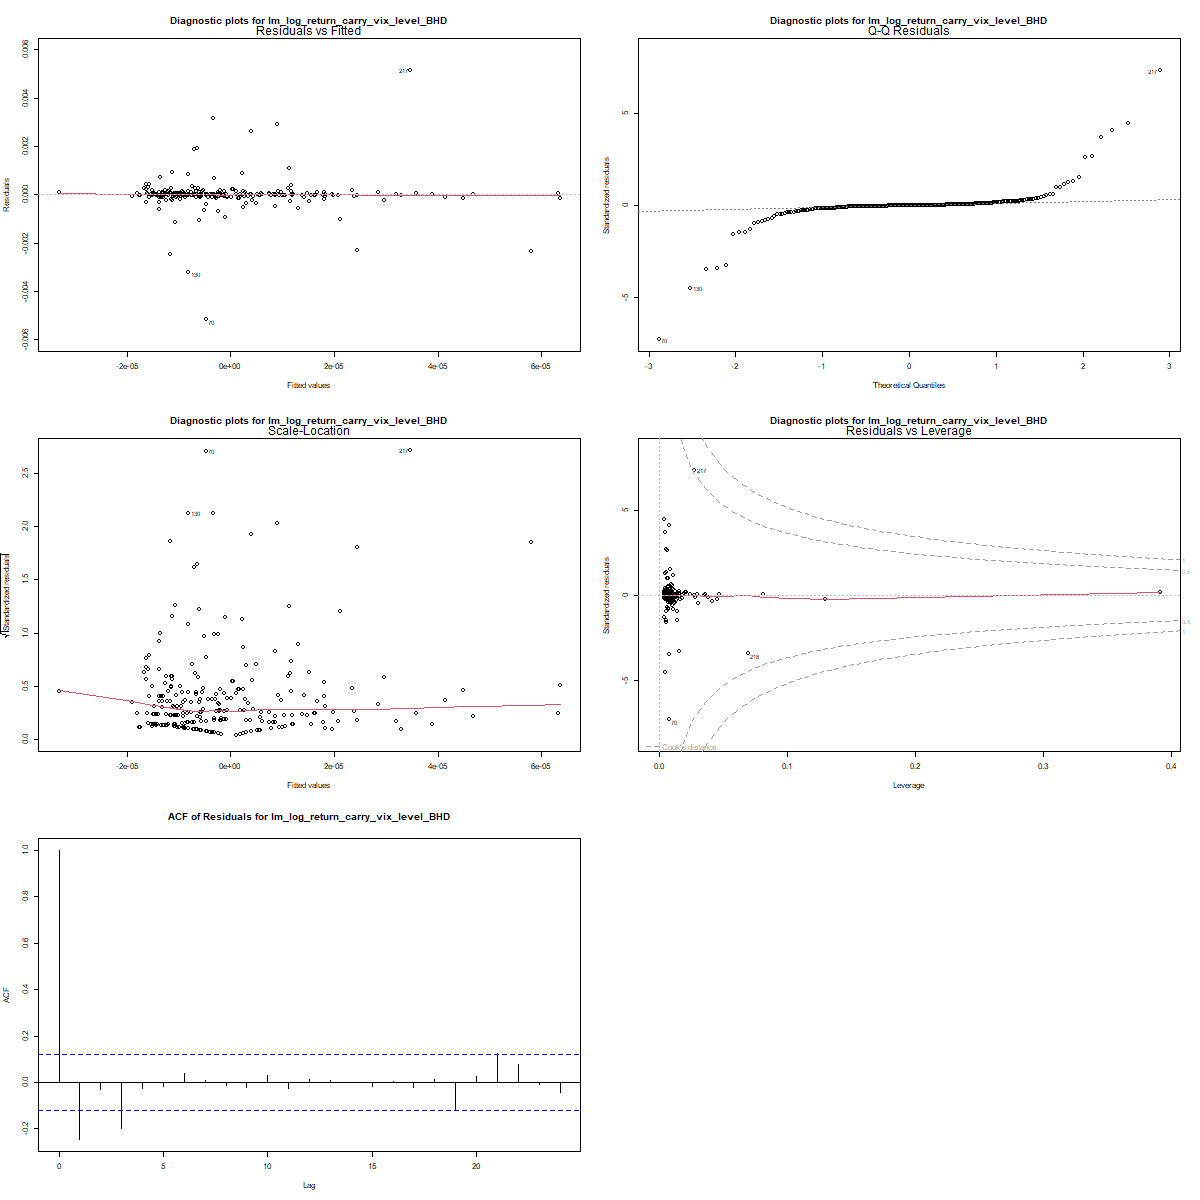 Diagnostic plots for lm_log_return_carry_vix_level_BHD
Residuals vs Fitted
Residuals
0.006
0.004
0.002
0.000
-0.002
-0.004
-0.006
217
130
70
-2e-05 0e+00 2e-05 4e-05 6e-05
Fitted values
Diagnostic plots for lm_log_return_carry_vix_level_BHD
Q-Q Residuals
Standardized residuals
5
0
-5
217
130
70
-3 -2 -1 0 1 2 3
Theoretical Quantiles
Diagnostic plots for lm_log_return_carry_vix_level_BHD
Scale-Location
√|Standardized residuals|
2.5
2.0
1.5
1.0
0.5
0.0
70
217
130
-2e-05 0e+00 2e-05 4e-05 6e-05
Fitted values
Diagnostic plots for lm_log_return_carry_vix_level_BHD
Residuals vs Leverage
Standardized residuals
5
0
-5
217
218
70
1
0.5
0.5
1
Cook's distance
0.0 0.1 0.2 0.3 0.4
Leverage
ACF of Residuals for lm_log_return_carry_vix_level_BHD
ACF
1.0
0.8
0.6
0.4
0.2
0.0
-0.2
0 5 10 15 20
Lag